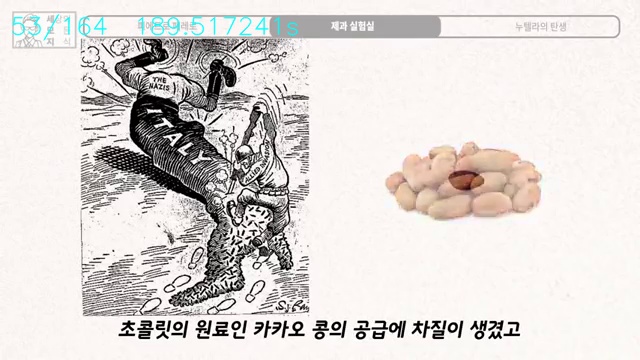 53/164 189.517241s
제과 실험실
누텔라의 탄생
THE NAZIS
ITALY
초콜릿의 원료인 카카오 콩의 공급에 차질이 생겼고